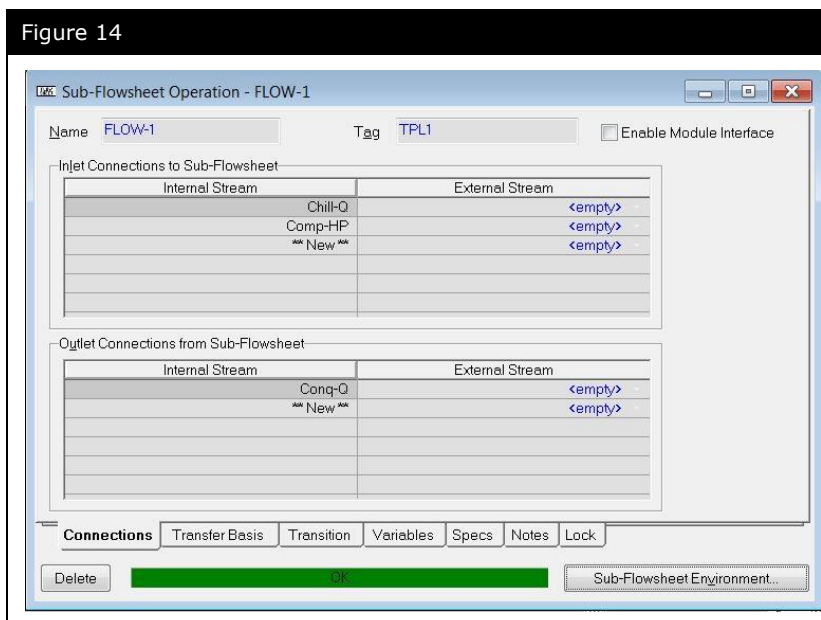 Figure 14
Sub-Flowsheet Operation - FLOW-1
Name FLOW-1 Tag TPL1 Enable Module Interface
Inlet Connections to Sub-Flowsheet
Internal Stream External Stream
Chill-Q <empty>
Comp-HP <empty>
** New ** <empty>
Outlet Connections from Sub-Flowsheet
Internal Stream External Stream
Conq-Q <empty>
** New ** <empty>
Connections Transfer Basis Transition Variables Specs Notes Lock
Delete OK Sub-Flowsheet Environment...